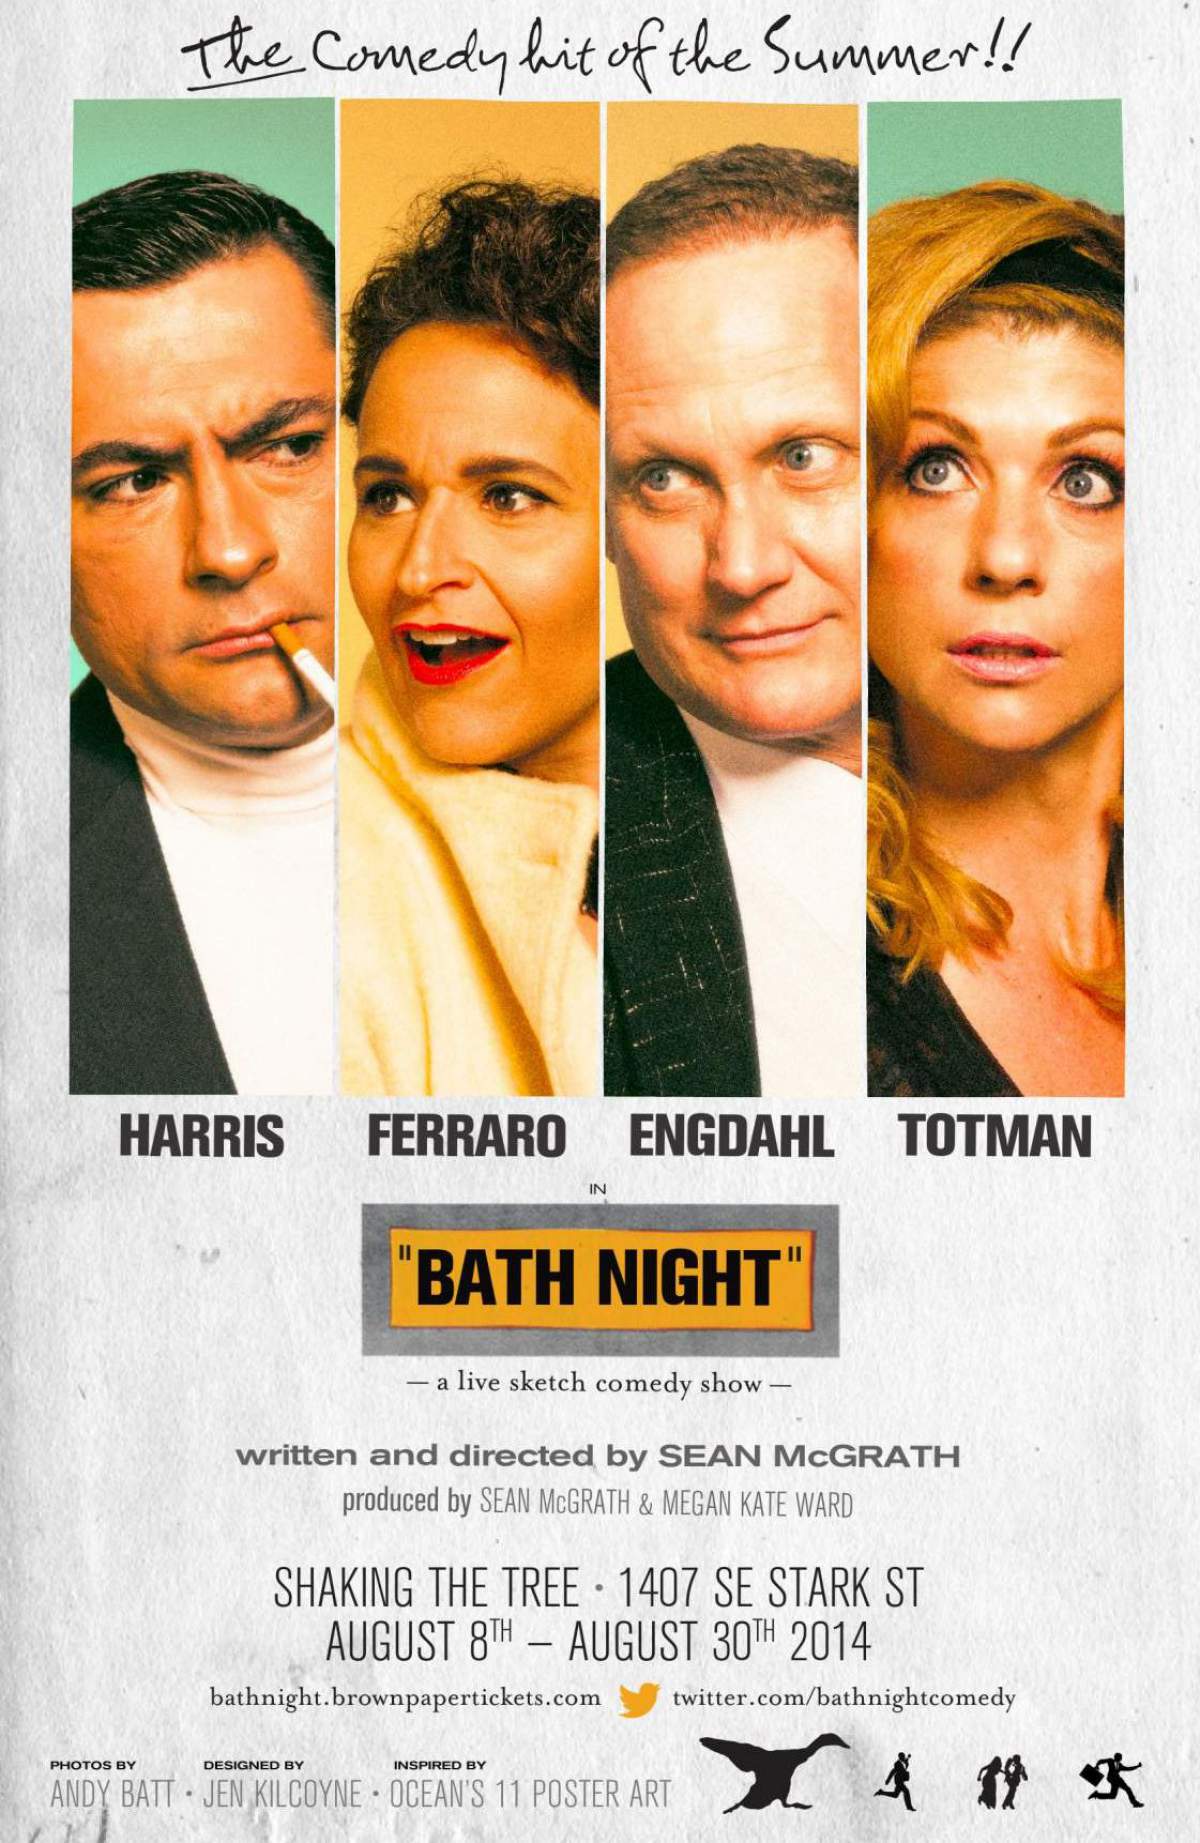 The Comedy hit of the Summer!!
HARRIS FERRARO ENGDAHL TOTMAN
IN
"BATH NIGHT"
— a live sketch comedy show —
written and directed by SEAN McGRATH
produced by SEAN McGRATH & MEGAN KATE WARD
SHAKING THE TREE · 1407 SE STARK ST
AUGUST 8TH – AUGUST 30TH 2014
bathnight.brownpapertickets.com twitter.com/bathnightcomedy
PHOTOS BY DESIGNED BY INSPIRED BY
ANDY BATT · JEN KILCOYNE · OCEAN'S 11 POSTER ART